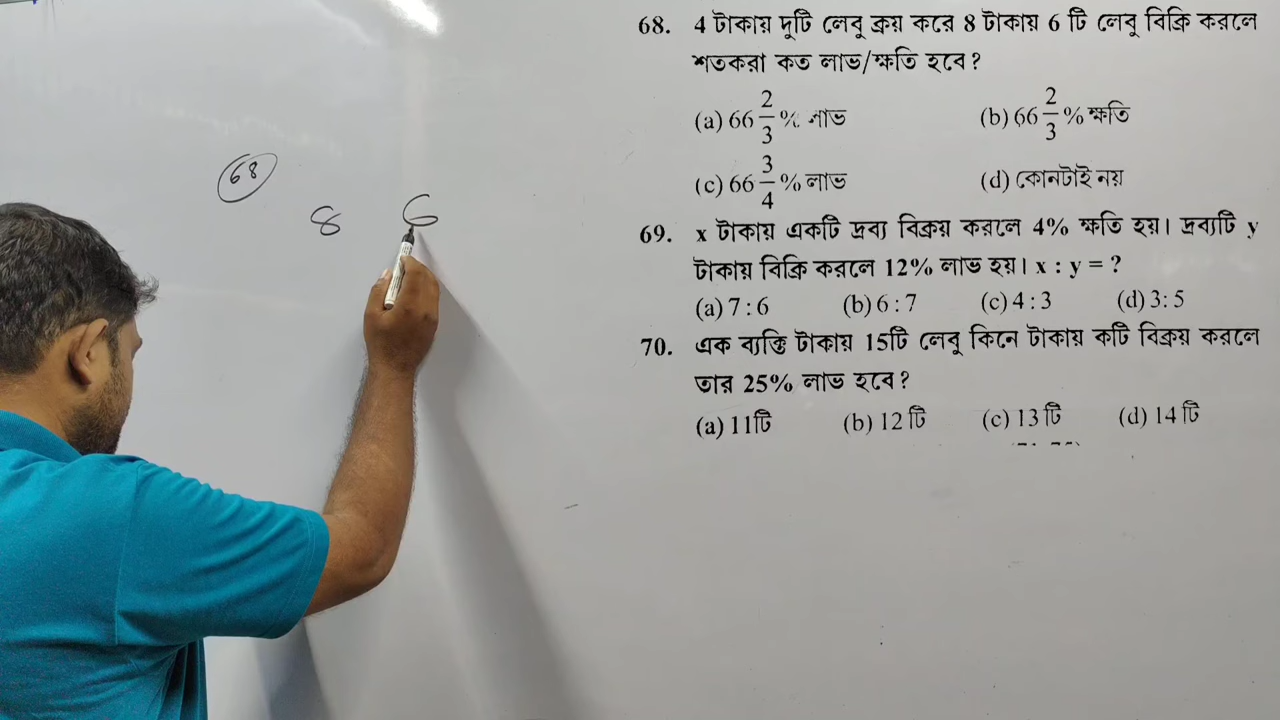 68
8 6
68. 4 টাকায় দুটি লেবু ক্রয় করে 8 টাকায় 6 টি লেবু বিক্রি করলে
শতকরা কত লাভ/ক্ষতি হবে?
(a) 66 2/3 % লাভ (b) 66 2/3 % ক্ষতি
(c) 66 3/4 % লাভ (d) কোনটাই নয়
69. x টাকায় একটি দ্রব্য বিক্রয় করলে 4% ক্ষতি হয়। দ্রব্যটি y
টাকায় বিক্রি করলে 12% লাভ হয়। x : y = ?
(a) 7 : 6 (b) 6 : 7 (c) 4 : 3 (d) 3 : 5
70. এক ব্যক্তি টাকায় 15টি লেবু কিনে টাকায় কটি বিক্রয় করলে
তার 25% লাভ হবে?
(a) 11টি (b) 12 টি (c) 13 টি (d) 14 টি